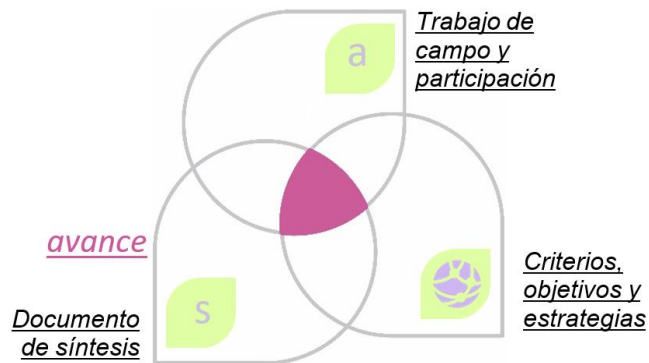 a
Trabajo de
campo y
participación
avance
Criterios,
objetivos y
estrategias
s
Documento
de síntesis